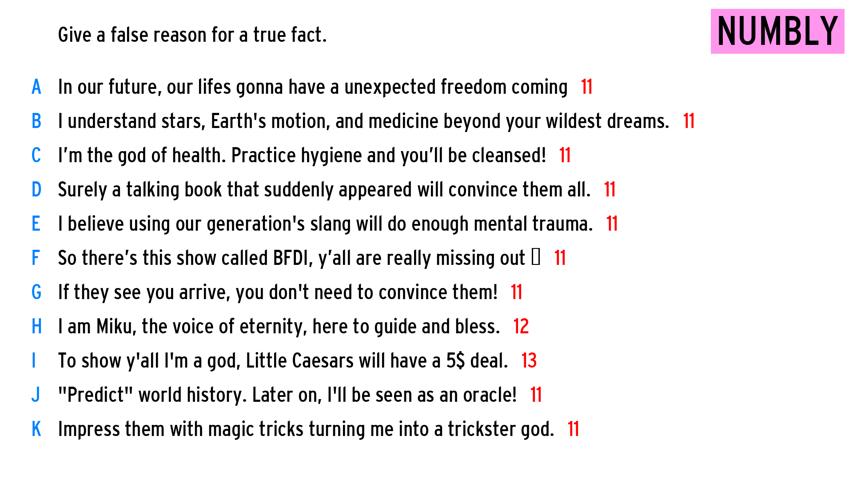 Give a false reason for a true fact.
NUMBLY
A In our future, our lifes gonna have a unexpected freedom coming 11
B I understand stars, Earth's motion, and medicine beyond your wildest dreams. 11
C I’m the god of health. Practice hygiene and you’ll be cleansed! 11
D Surely a talking book that suddenly appeared will convince them all. 11
E I believe using our generation's slang will do enough mental trauma. 11
F So there’s this show called BFDI, y’all are really missing out 11
G If they see you arrive, you don't need to convince them! 11
H I am Miku, the voice of eternity, here to guide and bless. 12
I To show y'all I'm a god, Little Caesars will have a 5$ deal. 13
J "Predict" world history. Later on, I'll be seen as an oracle! 11
K Impress them with magic tricks turning me into a trickster god. 11